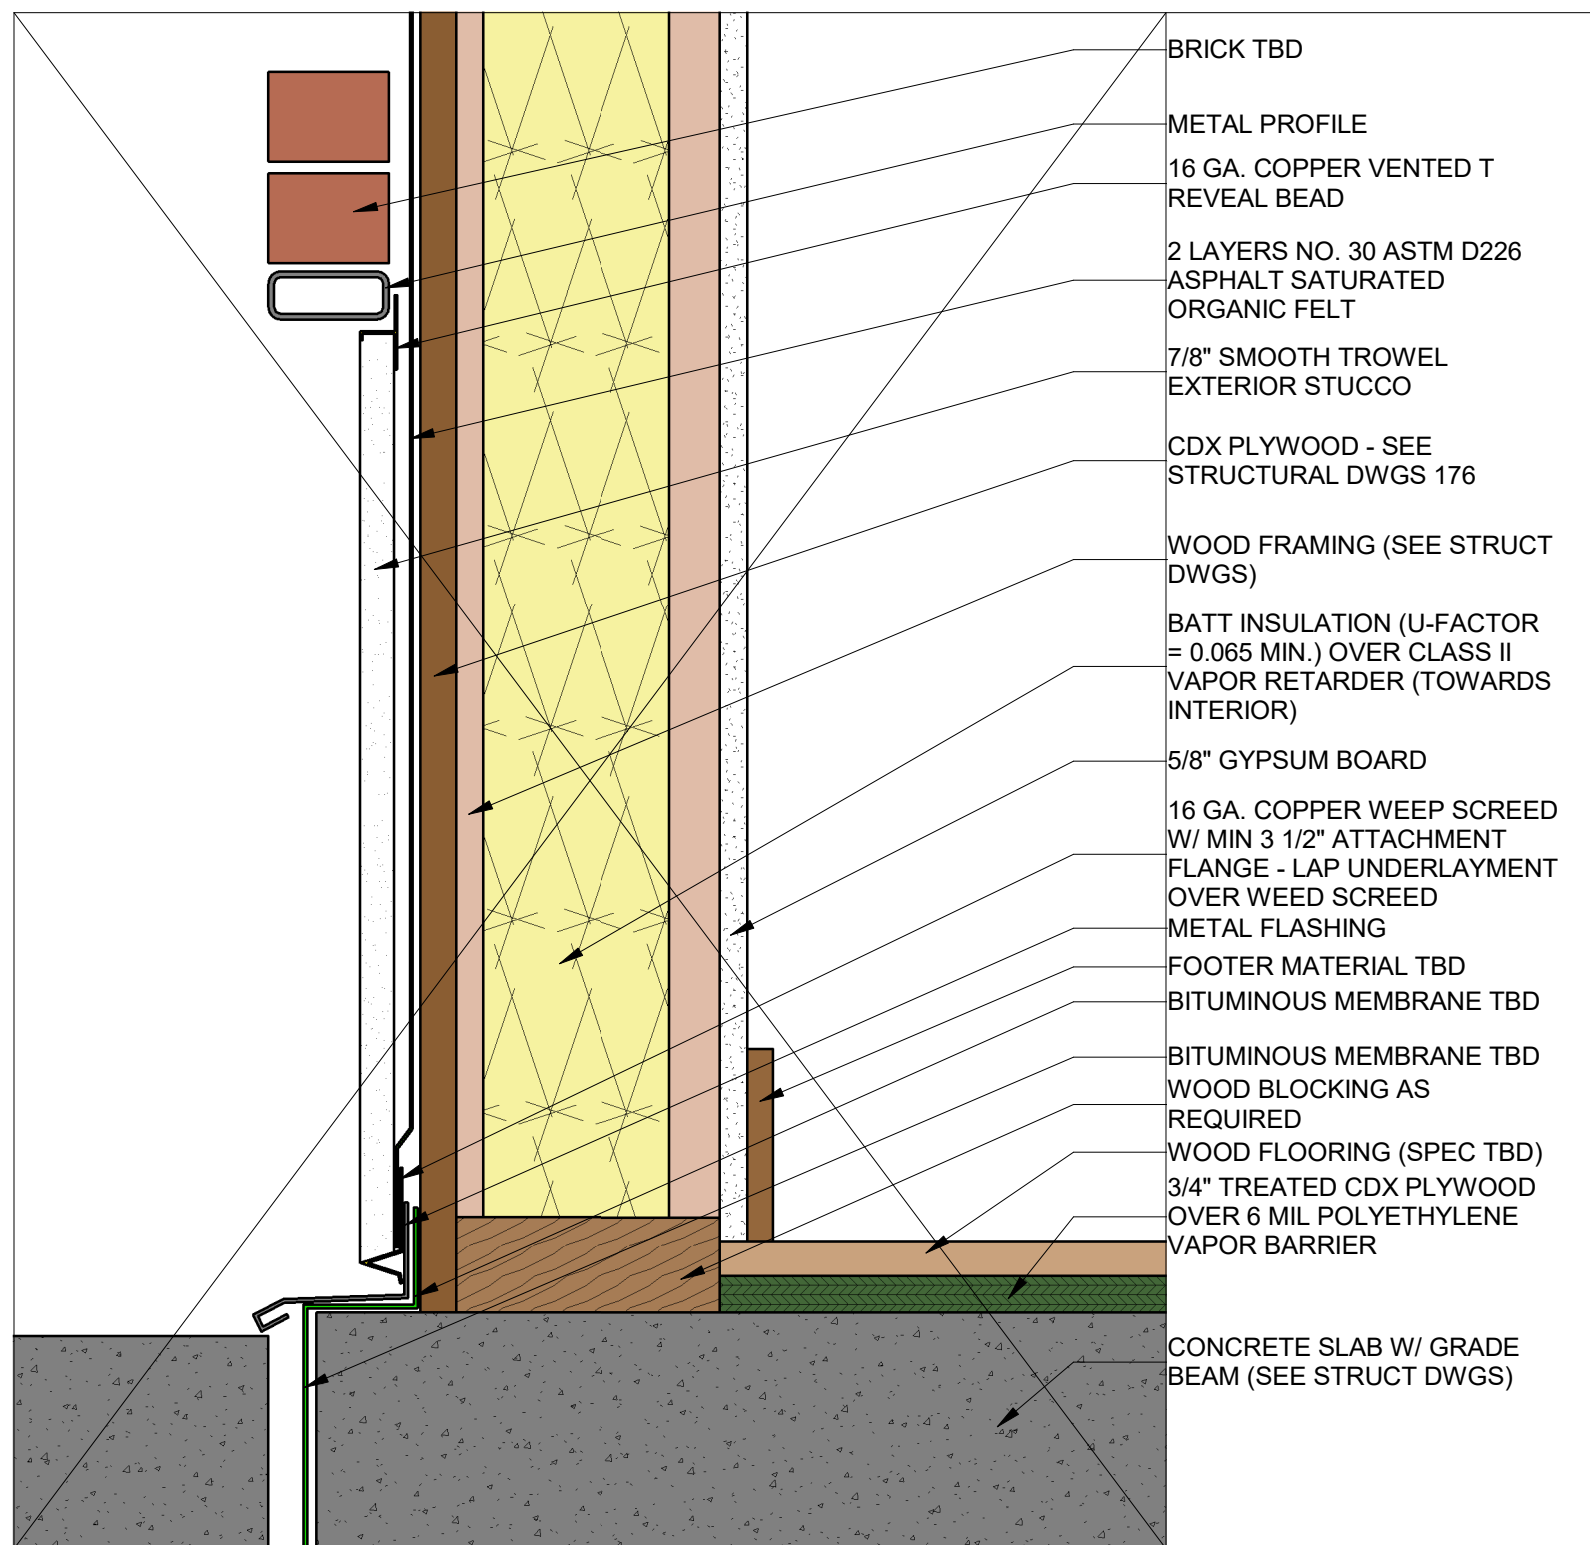 BRICK TBD
METAL PROFILE
16 GA. COPPER VENTED T
REVEAL BEAD
2 LAYERS NO. 30 ASTM D226
ASPHALT SATURATED
ORGANIC FELT
7/8" SMOOTH TROWEL
EXTERIOR STUCCO
CDX PLYWOOD - SEE
STRUCTURAL DWGS 176
WOOD FRAMING (SEE STRUCT
DWGS)
BATT INSULATION (U-FACTOR
= 0.065 MIN.) OVER CLASS II
VAPOR RETARDER (TOWARDS
INTERIOR)
5/8" GYPSUM BOARD
16 GA. COPPER WEEP SCREED
W/ MIN 3 1/2" ATTACHMENT
FLANGE - LAP UNDERLAYMENT
OVER WEED SCREED
METAL FLASHING
FOOTER MATERIAL TBD
BITUMINOUS MEMBRANE TBD
BITUMINOUS MEMBRANE TBD
WOOD BLOCKING AS
REQUIRED
WOOD FLOORING (SPEC TBD)
3/4" TREATED CDX PLYWOOD
OVER 6 MIL POLYETHYLENE
VAPOR BARRIER
CONCRETE SLAB W/ GRADE
BEAM (SEE STRUCT DWGS)